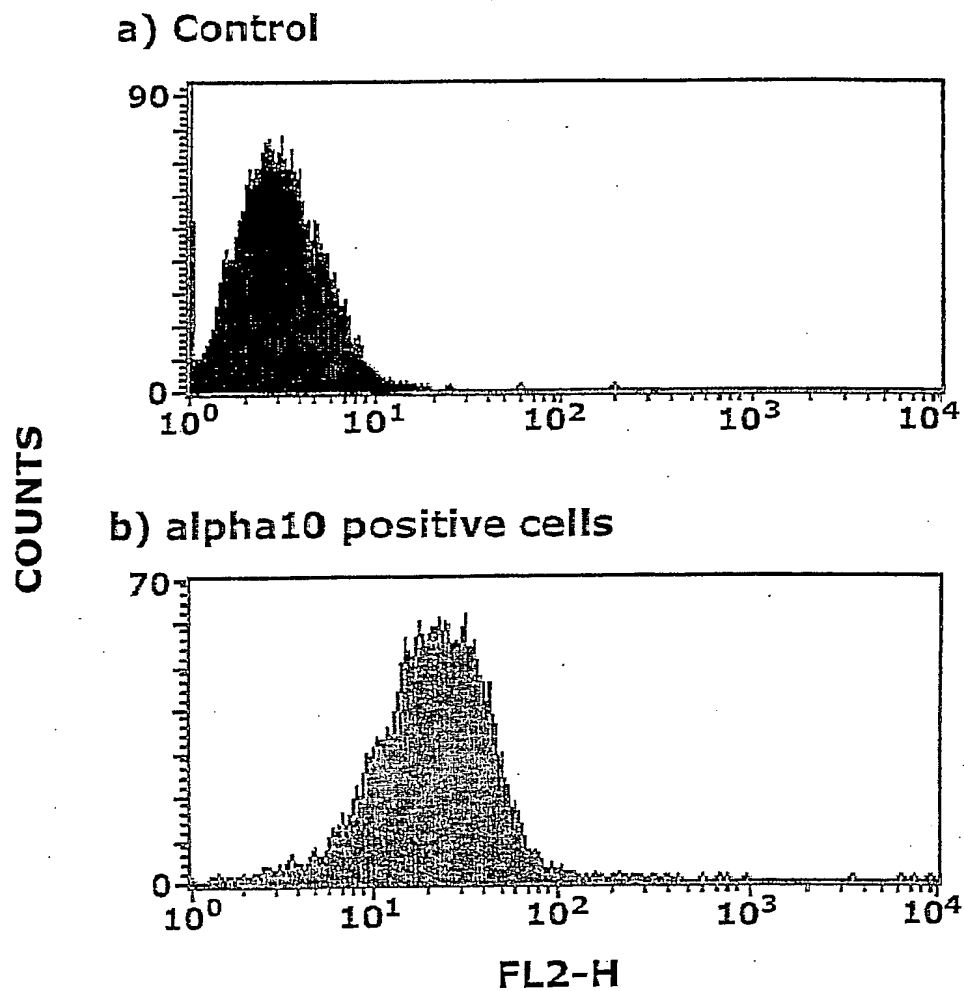 a) Control
90
0
10⁰ 10¹ 10² 10³ 10⁴
COUNTS
b) alpha10 positive cells
70
0
10⁰ 10¹ 10² 10³ 10⁴
FL2-H